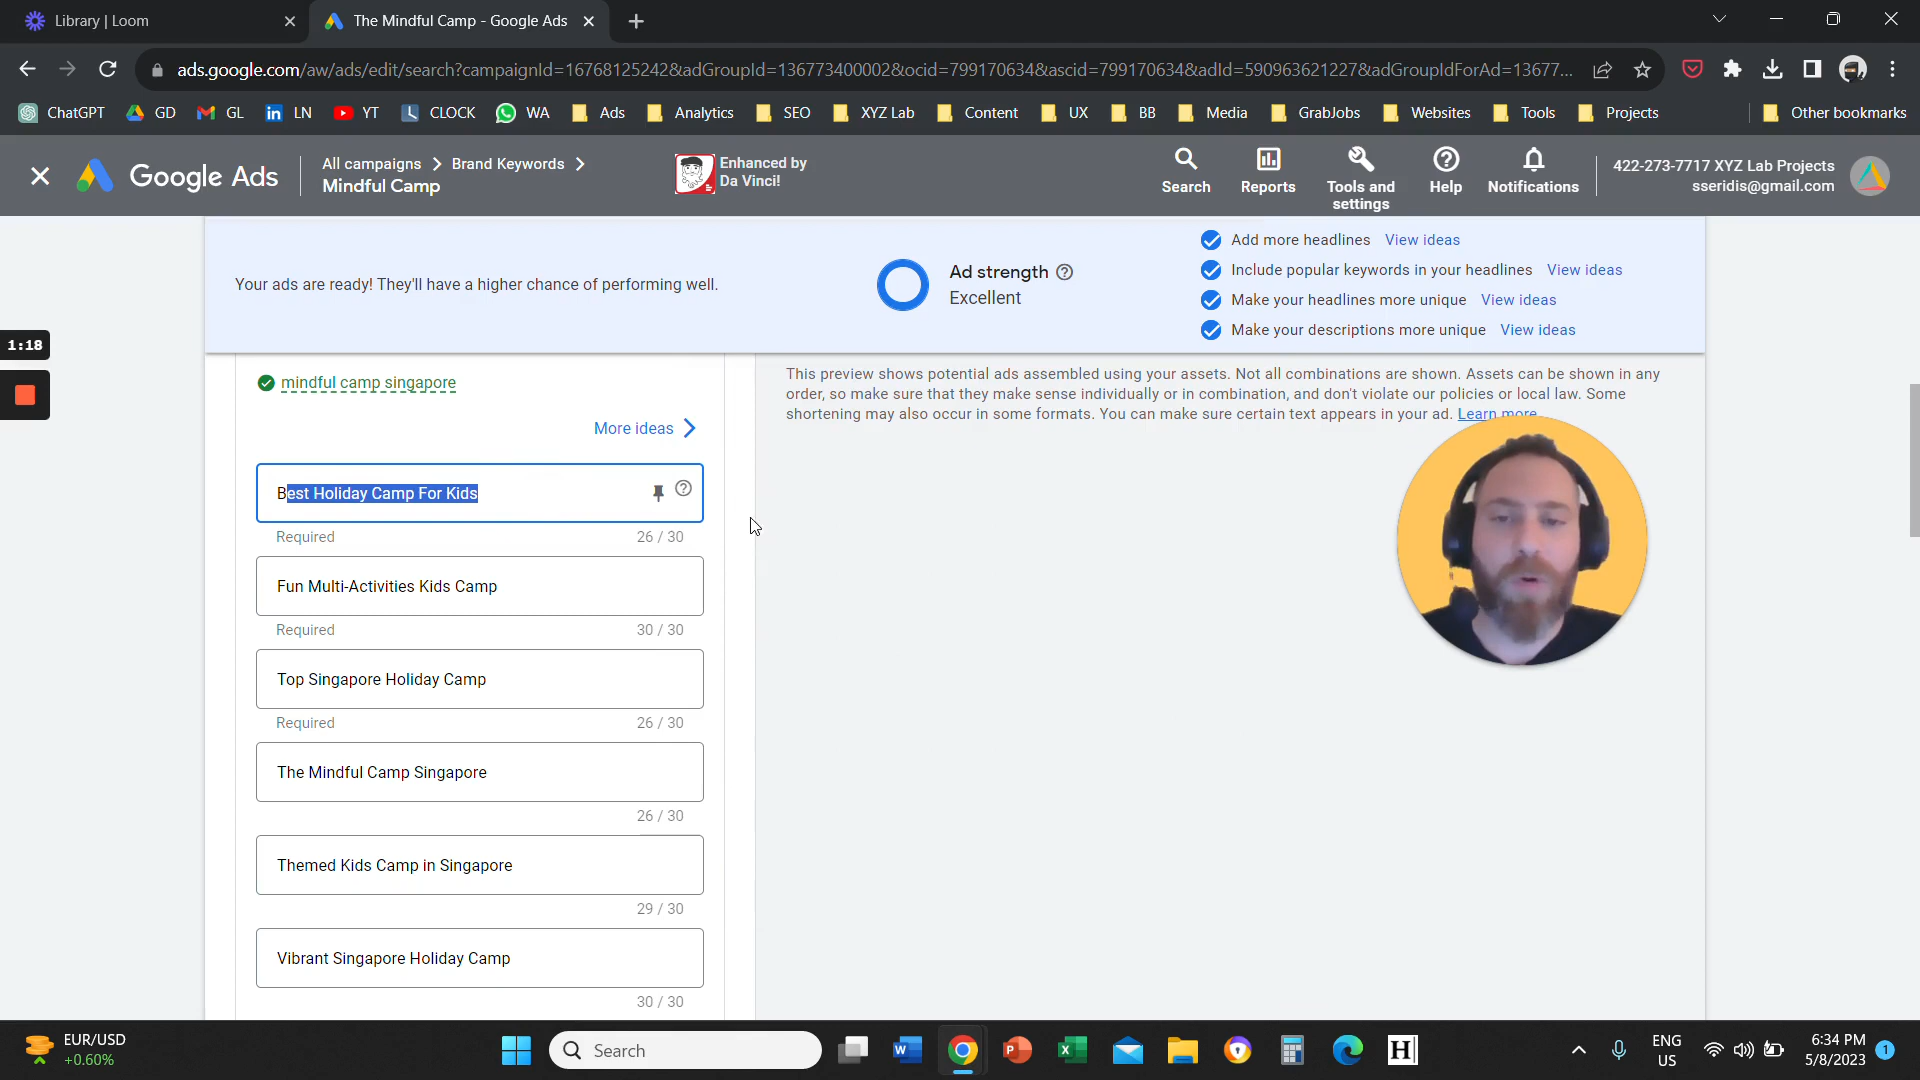 Library | Loom
The Mindful Camp - Google Ads
ads.google.com/aw/ads/edit/search?campaignId=16768125242&adGroupId=136773400002&ocid=799170634&ascid=799170634&adId=590963621227&adGroupIdForAd=13677...
ChatGPT GD GL LN YT CLOCK WA Ads Analytics SEO XYZ Lab Content UX BB Media GrabJobs Websites Tools Projects Other bookmarks
Google Ads
All campaigns > Brand Keywords >
Mindful Camp
Enhanced by
Da Vinci!
Search
Reports
Tools and
settings
Help
Notifications
422-273-7717 XYZ Lab Projects
sseridis@gmail.com
Your ads are ready! They'll have a higher chance of performing well.
Ad strength
Excellent
Add more headlines View ideas
Include popular keywords in your headlines View ideas
Make your headlines more unique View ideas
Make your descriptions more unique View ideas
1:18
mindful camp singapore
More ideas
This preview shows potential ads assembled using your assets. Not all combinations are shown. Assets can be shown in any
order, so make sure that they make sense individually or in combination, and don't violate our policies or local law. Some
shortening may also occur in some formats. You can make sure certain text appears in your ad. Learn more
Best Holiday Camp For Kids
Required 26 / 30
Fun Multi-Activities Kids Camp
Required 30 / 30
Top Singapore Holiday Camp
Required 26 / 30
The Mindful Camp Singapore
26 / 30
Themed Kids Camp in Singapore
29 / 30
Vibrant Singapore Holiday Camp
30 / 30
EUR/USD
+0.60%
Search
ENG
US
6:34 PM
5/8/2023
1